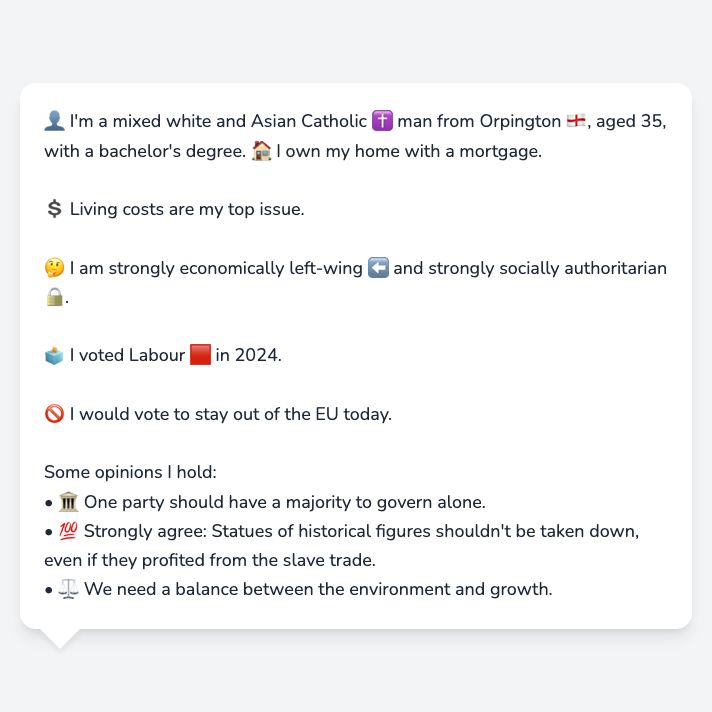 👤 I'm a mixed white and Asian Catholic ✝️ man from Orpington 🏴󠁧󠁢󠁥󠁮󠁧󠁿, aged 35,
with a bachelor's degree. 🏠 I own my home with a mortgage.
💲 Living costs are my top issue.
🤔 I am strongly economically left-wing ⬅️ and strongly socially authoritarian
🔒.
🗳️ I voted Labour 🟥 in 2024.
🚫 I would vote to stay out of the EU today.
Some opinions I hold:
• 🏛️ One party should have a majority to govern alone.
• 💯 Strongly agree: Statues of historical figures shouldn't be taken down,
even if they profited from the slave trade.
• ⚖️ We need a balance between the environment and growth.